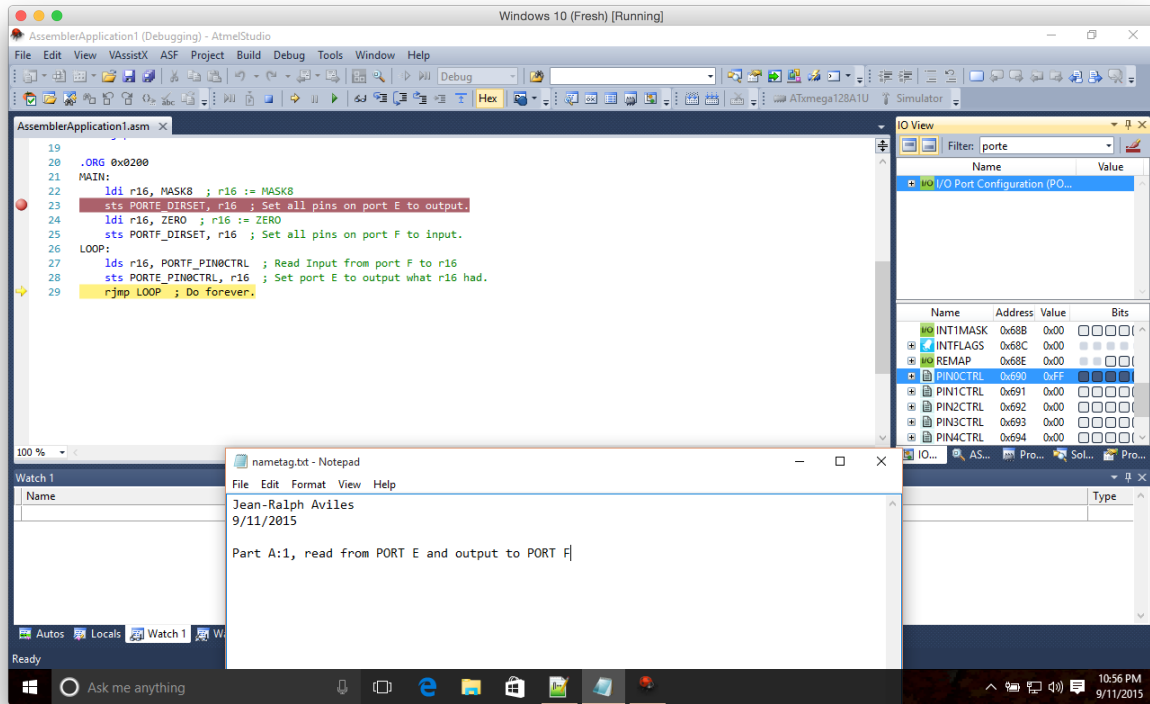 Windows 10 (Fresh) [Running]
AssemblerApplication1 (Debugging) - AtmelStudio
File Edit View VAssistX ASF Project Build Debug Tools Window Help
Debug
Hex ATxmega128A1U Simulator
AssemblerApplication1.asm
19
20 .ORG 0x0200
21 MAIN:
22 ldi r16, MASK8 ; r16 := MASK8
23 sts PORTE_DIRSET, r16 ; Set all pins on port E to output.
24 ldi r16, ZERO ; r16 := ZERO
25 sts PORTF_DIRSET, r16 ; Set all pins on port F to input.
26 LOOP:
27 lds r16, PORTF_PIN0CTRL ; Read Input from port F to r16
28 sts PORTE_PIN0CTRL, r16 ; Set port E to output what r16 had.
29 rjmp LOOP ; Do forever.
100 %
IO View
Filter: porte
Name Value
I/O I/O Port Configuration (PO...
Name Address Value Bits
I/O INT1MASK 0x68B 0x00
INTFLAGS 0x68C 0x00
I/O REMAP 0x68E 0x00
PIN0CTRL 0x690 0xFF
PIN1CTRL 0x691 0x00
PIN2CTRL 0x692 0x00
PIN3CTRL 0x693 0x00
PIN4CTRL 0x694 0x00
IO... AS... Pro... Sol... Pro...
Watch 1
Name Type
nametag.txt - Notepad
File Edit Format View Help
Jean-Ralph Aviles
9/11/2015
Part A:1, read from PORT E and output to PORT F
Autos Locals Watch 1
Ready
Ask me anything
10:56 PM
9/11/2015